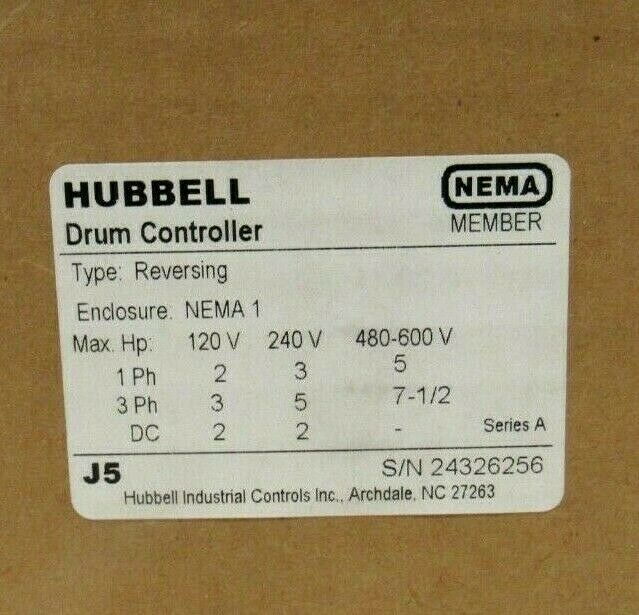 HUBBELL
NEMA
Drum Controller
MEMBER
Type: Reversing
Enclosure: NEMA 1
Max. Hp: 120 V 240 V 480-600 V
1 Ph 2 3 5
3 Ph 3 5 7-1/2
DC 2 2 - Series A
J5 S/N 24326256
Hubbell Industrial Controls Inc., Archdale, NC 27263